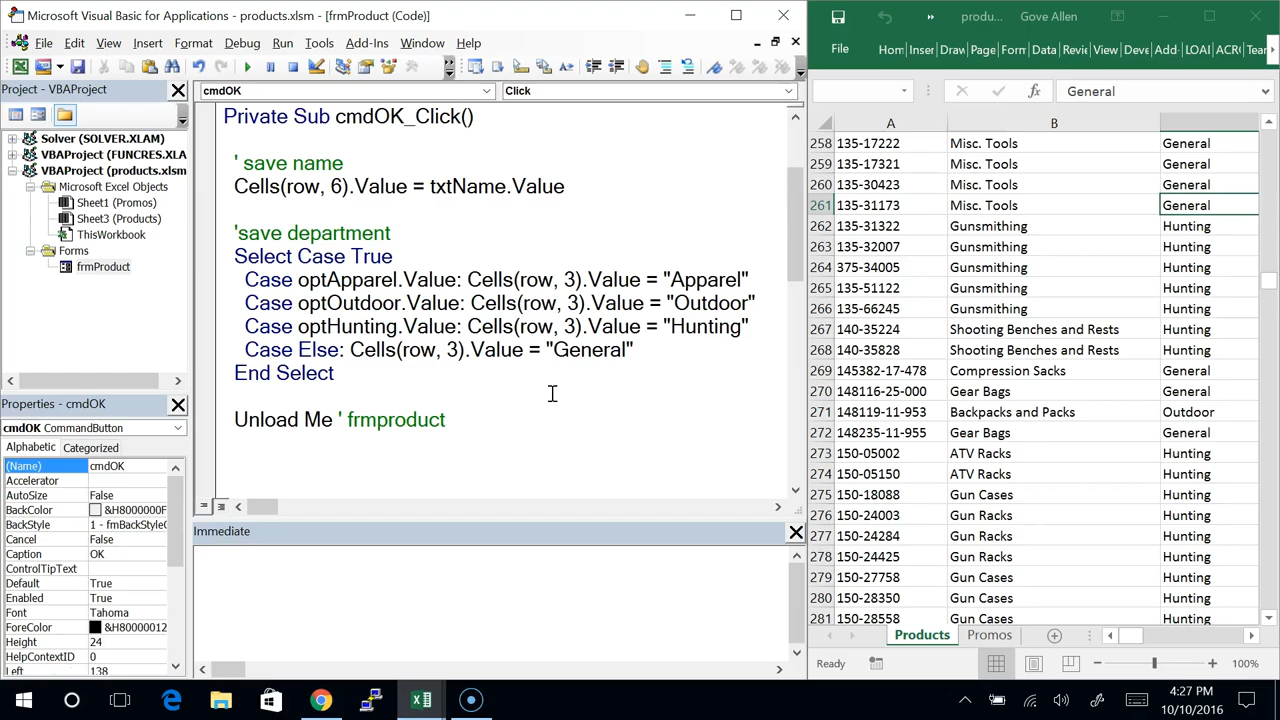 Microsoft Visual Basic for Applications - products.xlsm - [frmProduct (Code)]
File Edit View Insert Format Debug Run Tools Add-Ins Window Help
Project - VBAProject
Solver (SOLVER.XLAM)
VBAProject (FUNCRES.XLA
VBAProject (products.xlsm
Microsoft Excel Objects
Sheet1 (Promos)
Sheet3 (Products)
ThisWorkbook
Forms
frmProduct
Properties - cmdOK
cmdOK CommandButton
Alphabetic Categorized
(Name) cmdOK
Accelerator
AutoSize False
BackColor &H8000000F
BackStyle 1 - fmBackStyleO
Cancel False
Caption OK
ControlTipText
Default True
Enabled True
Font Tahoma
ForeColor &H80000012
Height 24
HelpContextID 0
Left 138
cmdOK Click
Private Sub cmdOK_Click()
' save name
Cells(row, 6).Value = txtName.Value
'save department
Select Case True
Case optApparel.Value: Cells(row, 3).Value = "Apparel"
Case optOutdoor.Value: Cells(row, 3).Value = "Outdoor"
Case optHunting.Value: Cells(row, 3).Value = "Hunting"
Case Else: Cells(row, 3).Value = "General"
End Select
Unload Me ' frmproduct
Immediate
produ... Gove Allen
File Hom Inser Draw Page Form Data Revie View Deve Add- LOAI ACRO Tean
General
A B
258 135-17222 Misc. Tools General
259 135-17321 Misc. Tools General
260 135-30423 Misc. Tools General
261 135-31173 Misc. Tools General
262 135-31322 Gunsmithing Hunting
263 135-32007 Gunsmithing Hunting
264 375-34005 Gunsmithing Hunting
265 135-51122 Gunsmithing Hunting
266 135-66245 Gunsmithing Hunting
267 140-35224 Shooting Benches and Rests Hunting
268 140-35828 Shooting Benches and Rests Hunting
269 145382-17-478 Compression Sacks General
270 148116-25-000 Gear Bags General
271 148119-11-953 Backpacks and Packs Outdoor
272 148235-11-955 Gear Bags General
273 150-05002 ATV Racks Hunting
274 150-05150 ATV Racks Hunting
275 150-18088 Gun Cases Hunting
276 150-24003 Gun Racks Hunting
277 150-24284 Gun Racks Hunting
278 150-24425 Gun Racks Hunting
279 150-27758 Gun Cases Hunting
280 150-28350 Gun Cases Hunting
281 150-28558 Gun Cases Hunting
Products Promos
Ready 100%
4:27 PM
10/10/2016